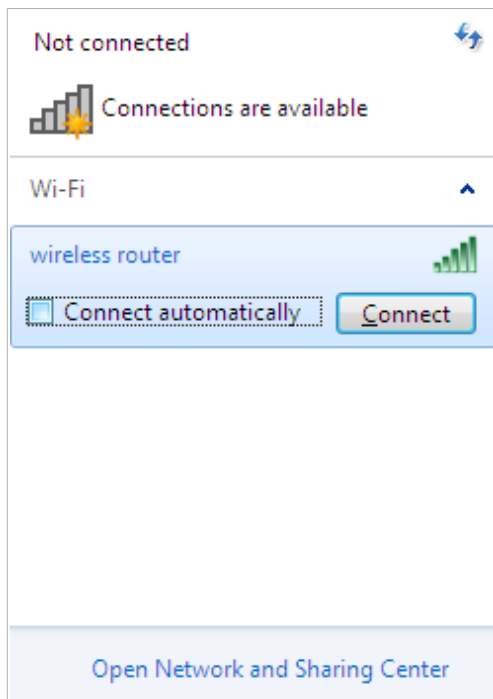 Not connected
Connections are available
Wi-Fi
wireless router
Connect automatically
Connect
Open Network and Sharing Center